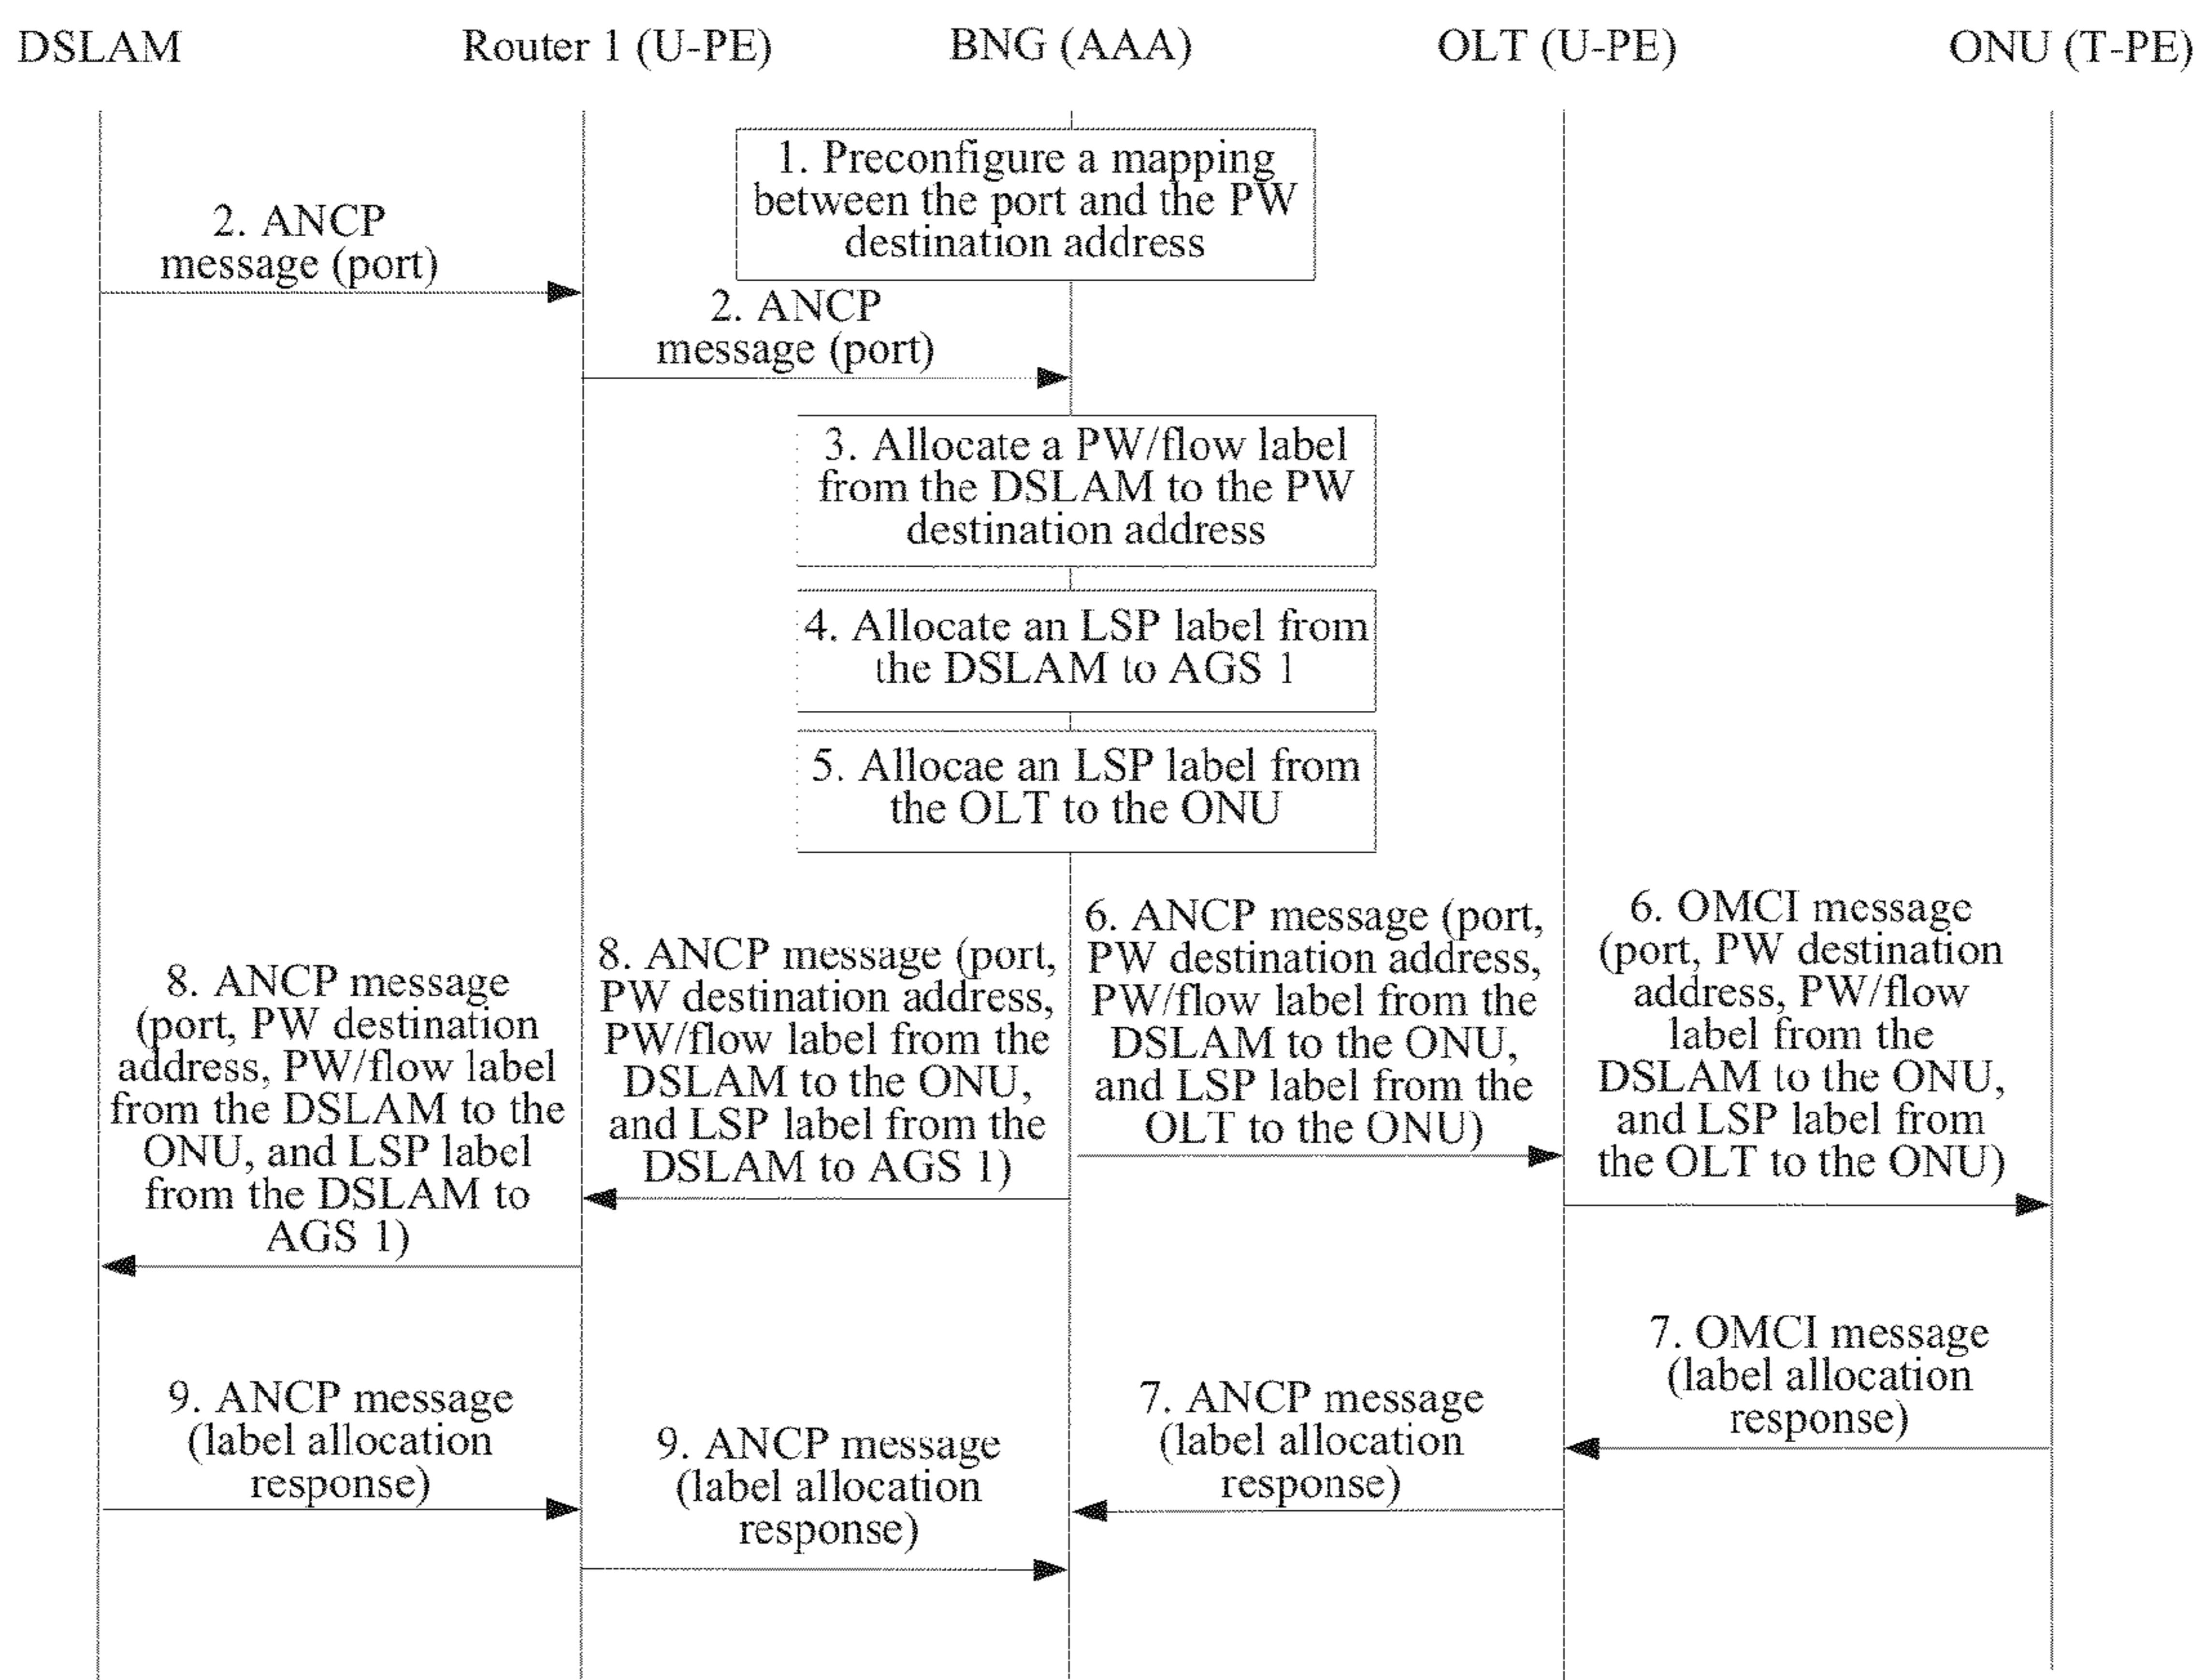 DSLAM
Router 1 (U-PE)
BNG (AAA)
OLT (U-PE)
ONU (T-PE)
1. Preconfigure a mapping
between the port and the PW
destination address
2. ANCP
message (port)
2. ANCP
message (port)
3. Allocate a PW/flow label
from the DSLAM to the PW
destination address
4. Allocate an LSP label from
the DSLAM to AGS 1
5. Allocae an LSP label from
the OLT to the ONU
6. ANCP message (port,
PW destination address,
PW/flow label from the
DSLAM to the ONU,
and LSP label from the
OLT to the ONU)
6. OMCI message
(port, PW destination
address, PW/flow
label from the
DSLAM to the ONU,
and LSP label from
the OLT to the ONU)
8. ANCP message (port,
PW destination address,
PW/flow label from the
DSLAM to the ONU,
and LSP label from the
DSLAM to AGS 1)
8. ANCP message
(port, PW destination
address, PW/flow label
from the DSLAM to the
ONU, and LSP label
from the DSLAM to
AGS 1)
7. OMCI message
(label allocation
response)
7. ANCP message
(label allocation
response)
9. ANCP message
(label allocation
response)
9. ANCP message
(label allocation
response)